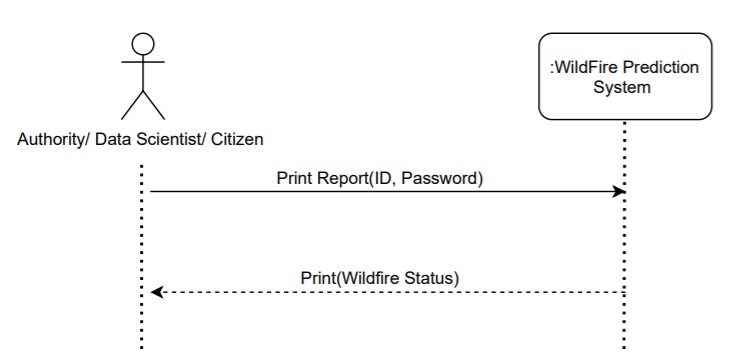 :WildFire Prediction
System
Authority/ Data Scientist/ Citizen
Print Report(ID, Password)
Print(Wildfire Status)